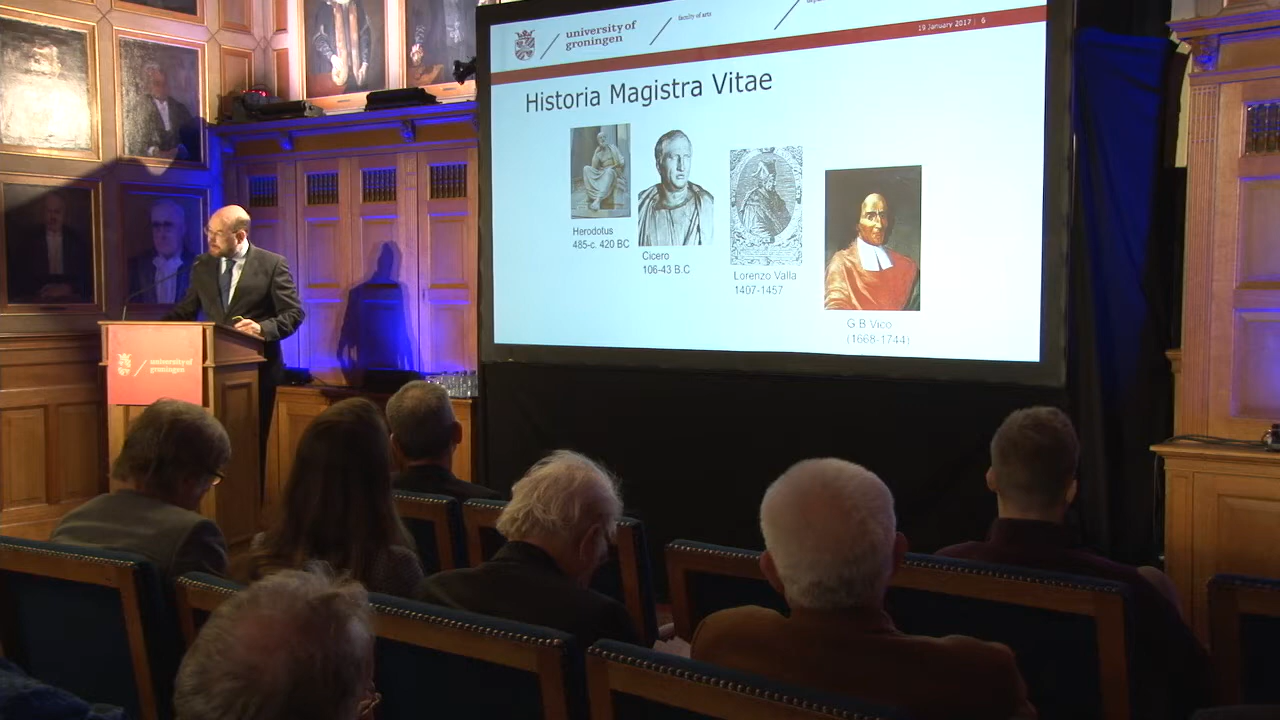 university of
groningen
faculty of arts
19 January 2017 | 6
Historia Magistra Vitae
Herodotus
485-c. 420 BC
Cicero
106-43 B.C
Lorenzo Valla
1407-1457
G B Vico
(1668-1744)
university of
groningen